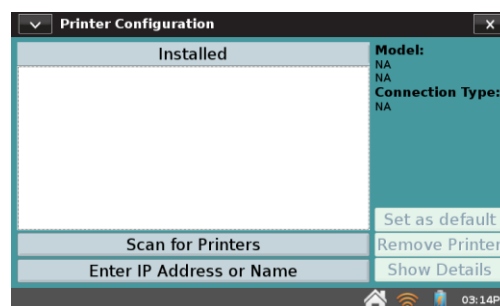 Printer Configuration
Installed
Model:
NA
NA
Connection Type:
NA
Set as default
Scan for Printers
Remove Printer
Enter IP Address or Name
Show Details
03:14P